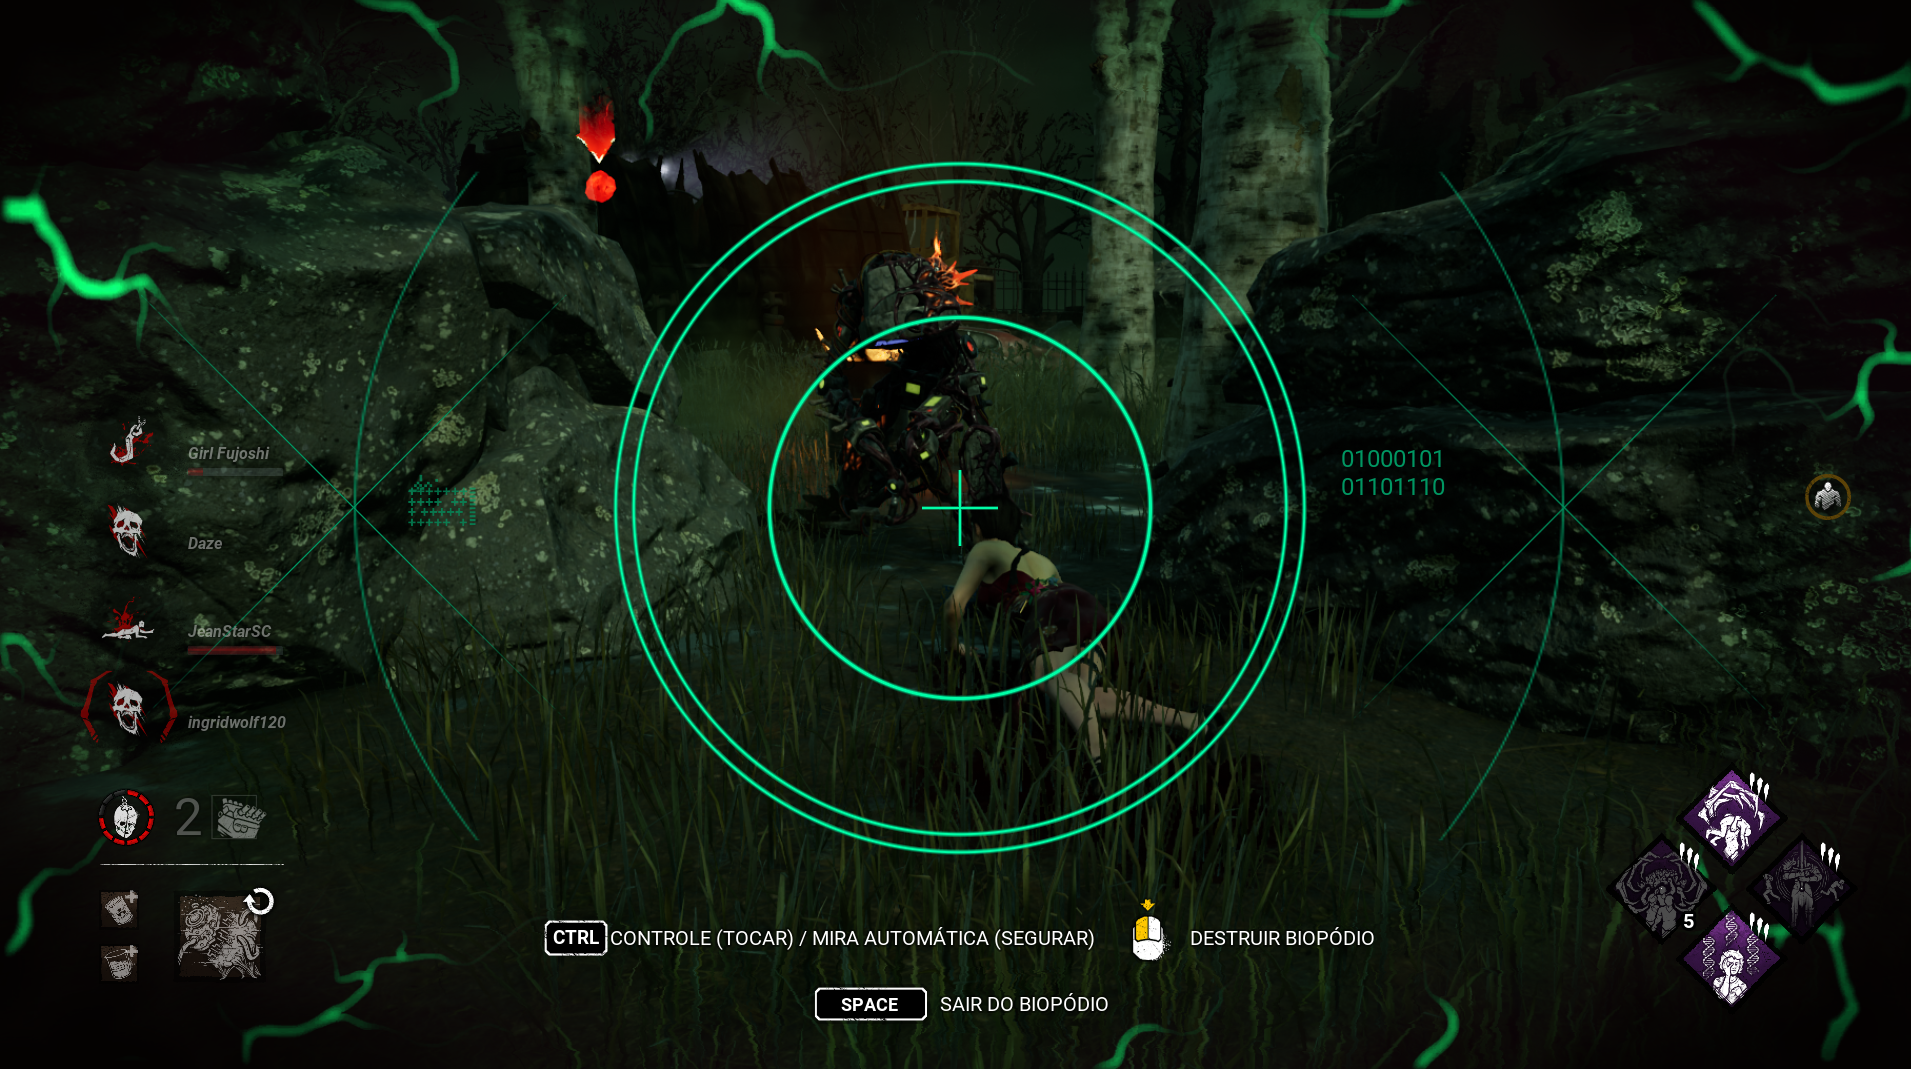 Girl Fujoshi
01000101
01101110
Daze
JeanStarSC
ingridwolf120
2
5
CTRL CONTROLE (TOCAR) / MIRA AUTOMÁTICA (SEGURAR)
DESTRUIR BIOPÓDIO
SPACE SAIR DO BIOPÓDIO